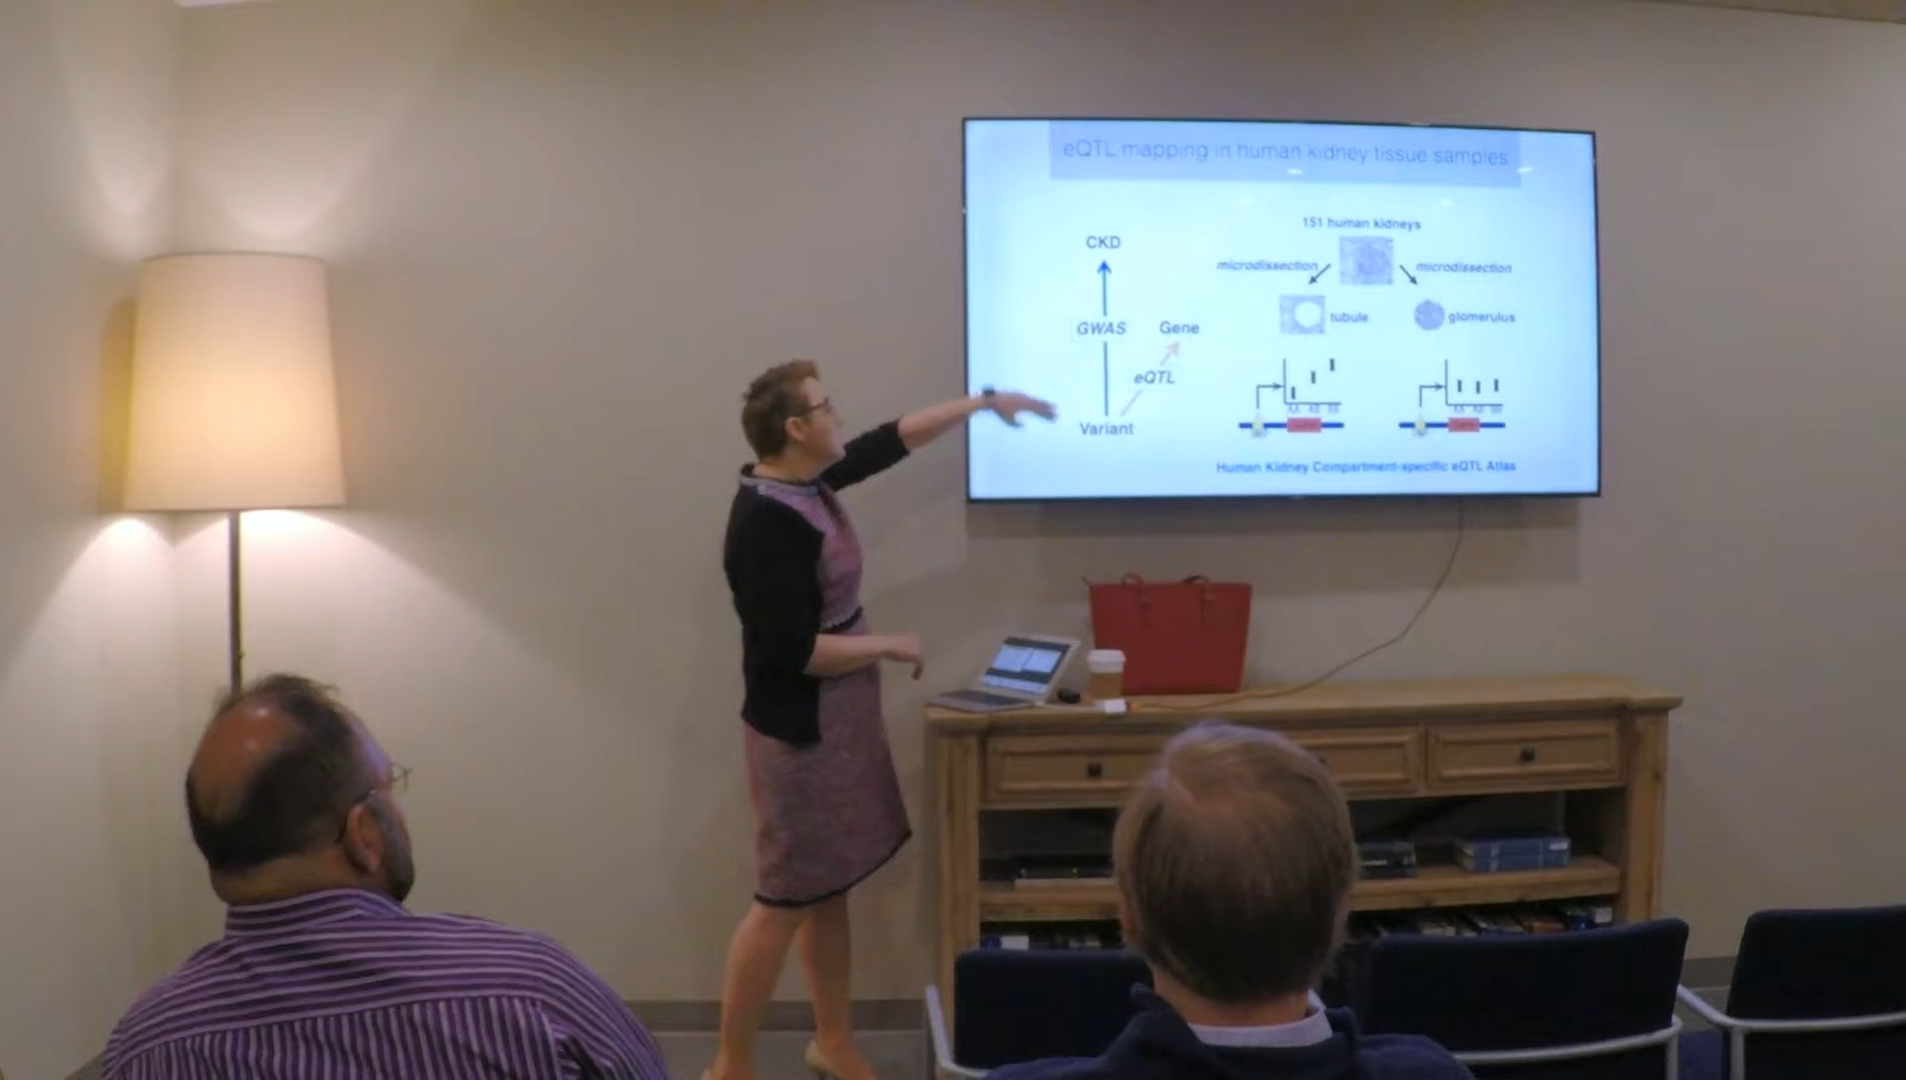 eQTL mapping in human kidney tissue samples
151 human kidneys
CKD
microdissection
microdissection
tubule
glomerulus
GWAS
Gene
eQTL
Variant
Human Kidney Compartment-specific eQTL Atlas